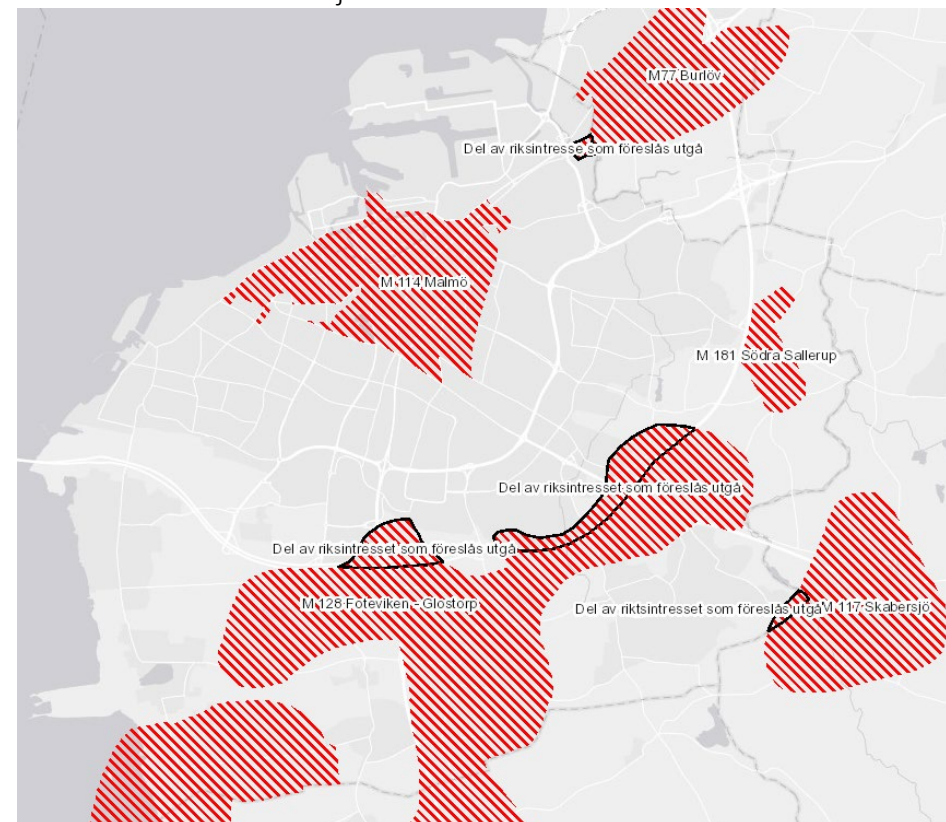 M77 Burlöv
Del av riksintresse som föreslås utgå
M 114 Malmö
M 181 Södra Sallerup
Del av riksintresset som föreslås utgå
Del av riksintresset som föreslås utgå
M 128 Foteviken - Glostorp
Del av riktsintresset som föreslås utgå
M 117 Skabersjö